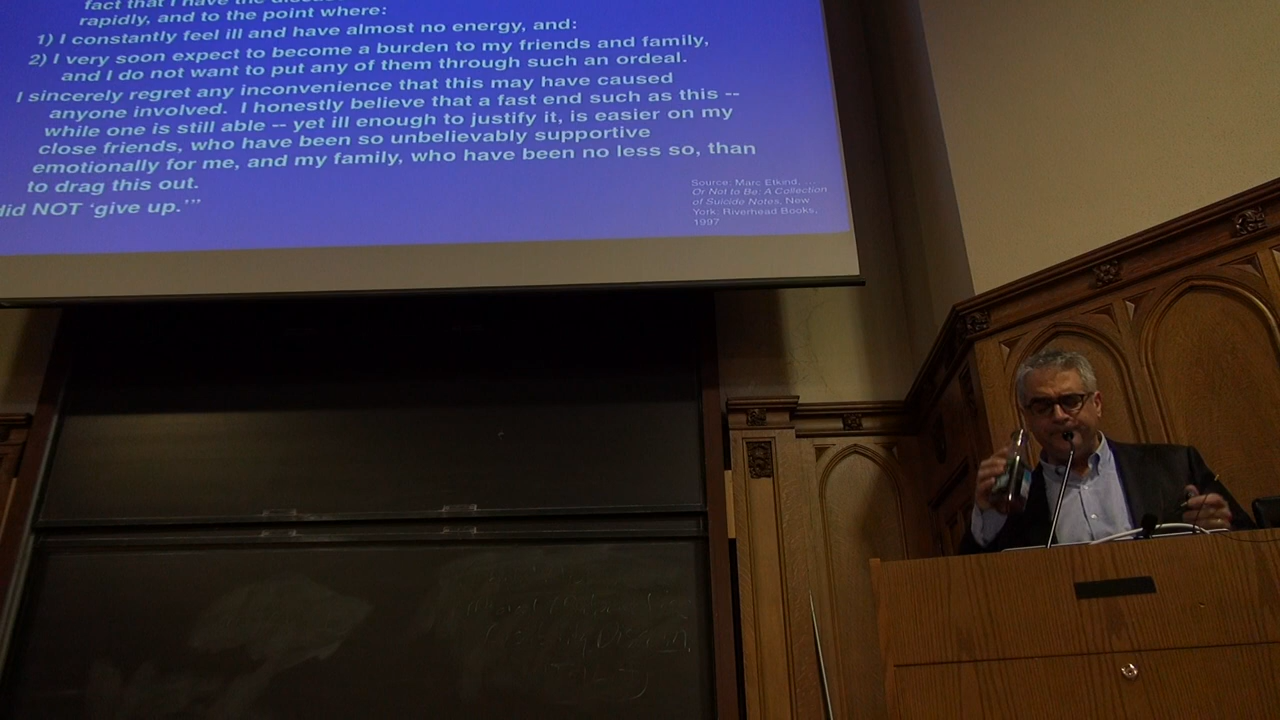 fact that I have the
rapidly, and to the point where:
1) I constantly feel ill and have almost no energy, and:
2) I very soon expect to become a burden to my friends and family,
and I do not want to put any of them through such an ordeal.
I sincerely regret any inconvenience that this may have caused
anyone involved. I honestly believe that a fast end such as this --
while one is still able -- yet ill enough to justify it, is easier on my
close friends, who have been so unbelievably supportive
emotionally for me, and my family, who have been no less so, than
to drag this out.
did NOT 'give up.'"
Source: Marc Etkind, ...
Or Not to Be: A Collection
of Suicide Notes, New
York: Riverhead Books,
1997